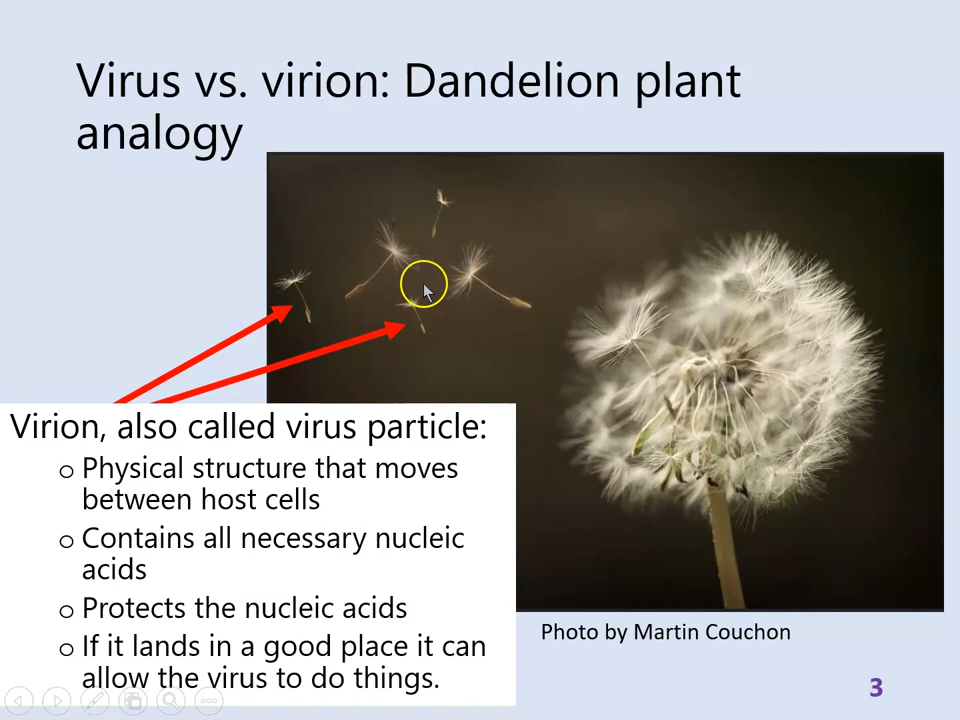 Virus vs. virion: Dandelion plant
analogy
Virion, also called virus particle:
o Physical structure that moves
between host cells
o Contains all necessary nucleic
acids
o Protects the nucleic acids
o If it lands in a good place it can
allow the virus to do things.
Photo by Martin Couchon
3